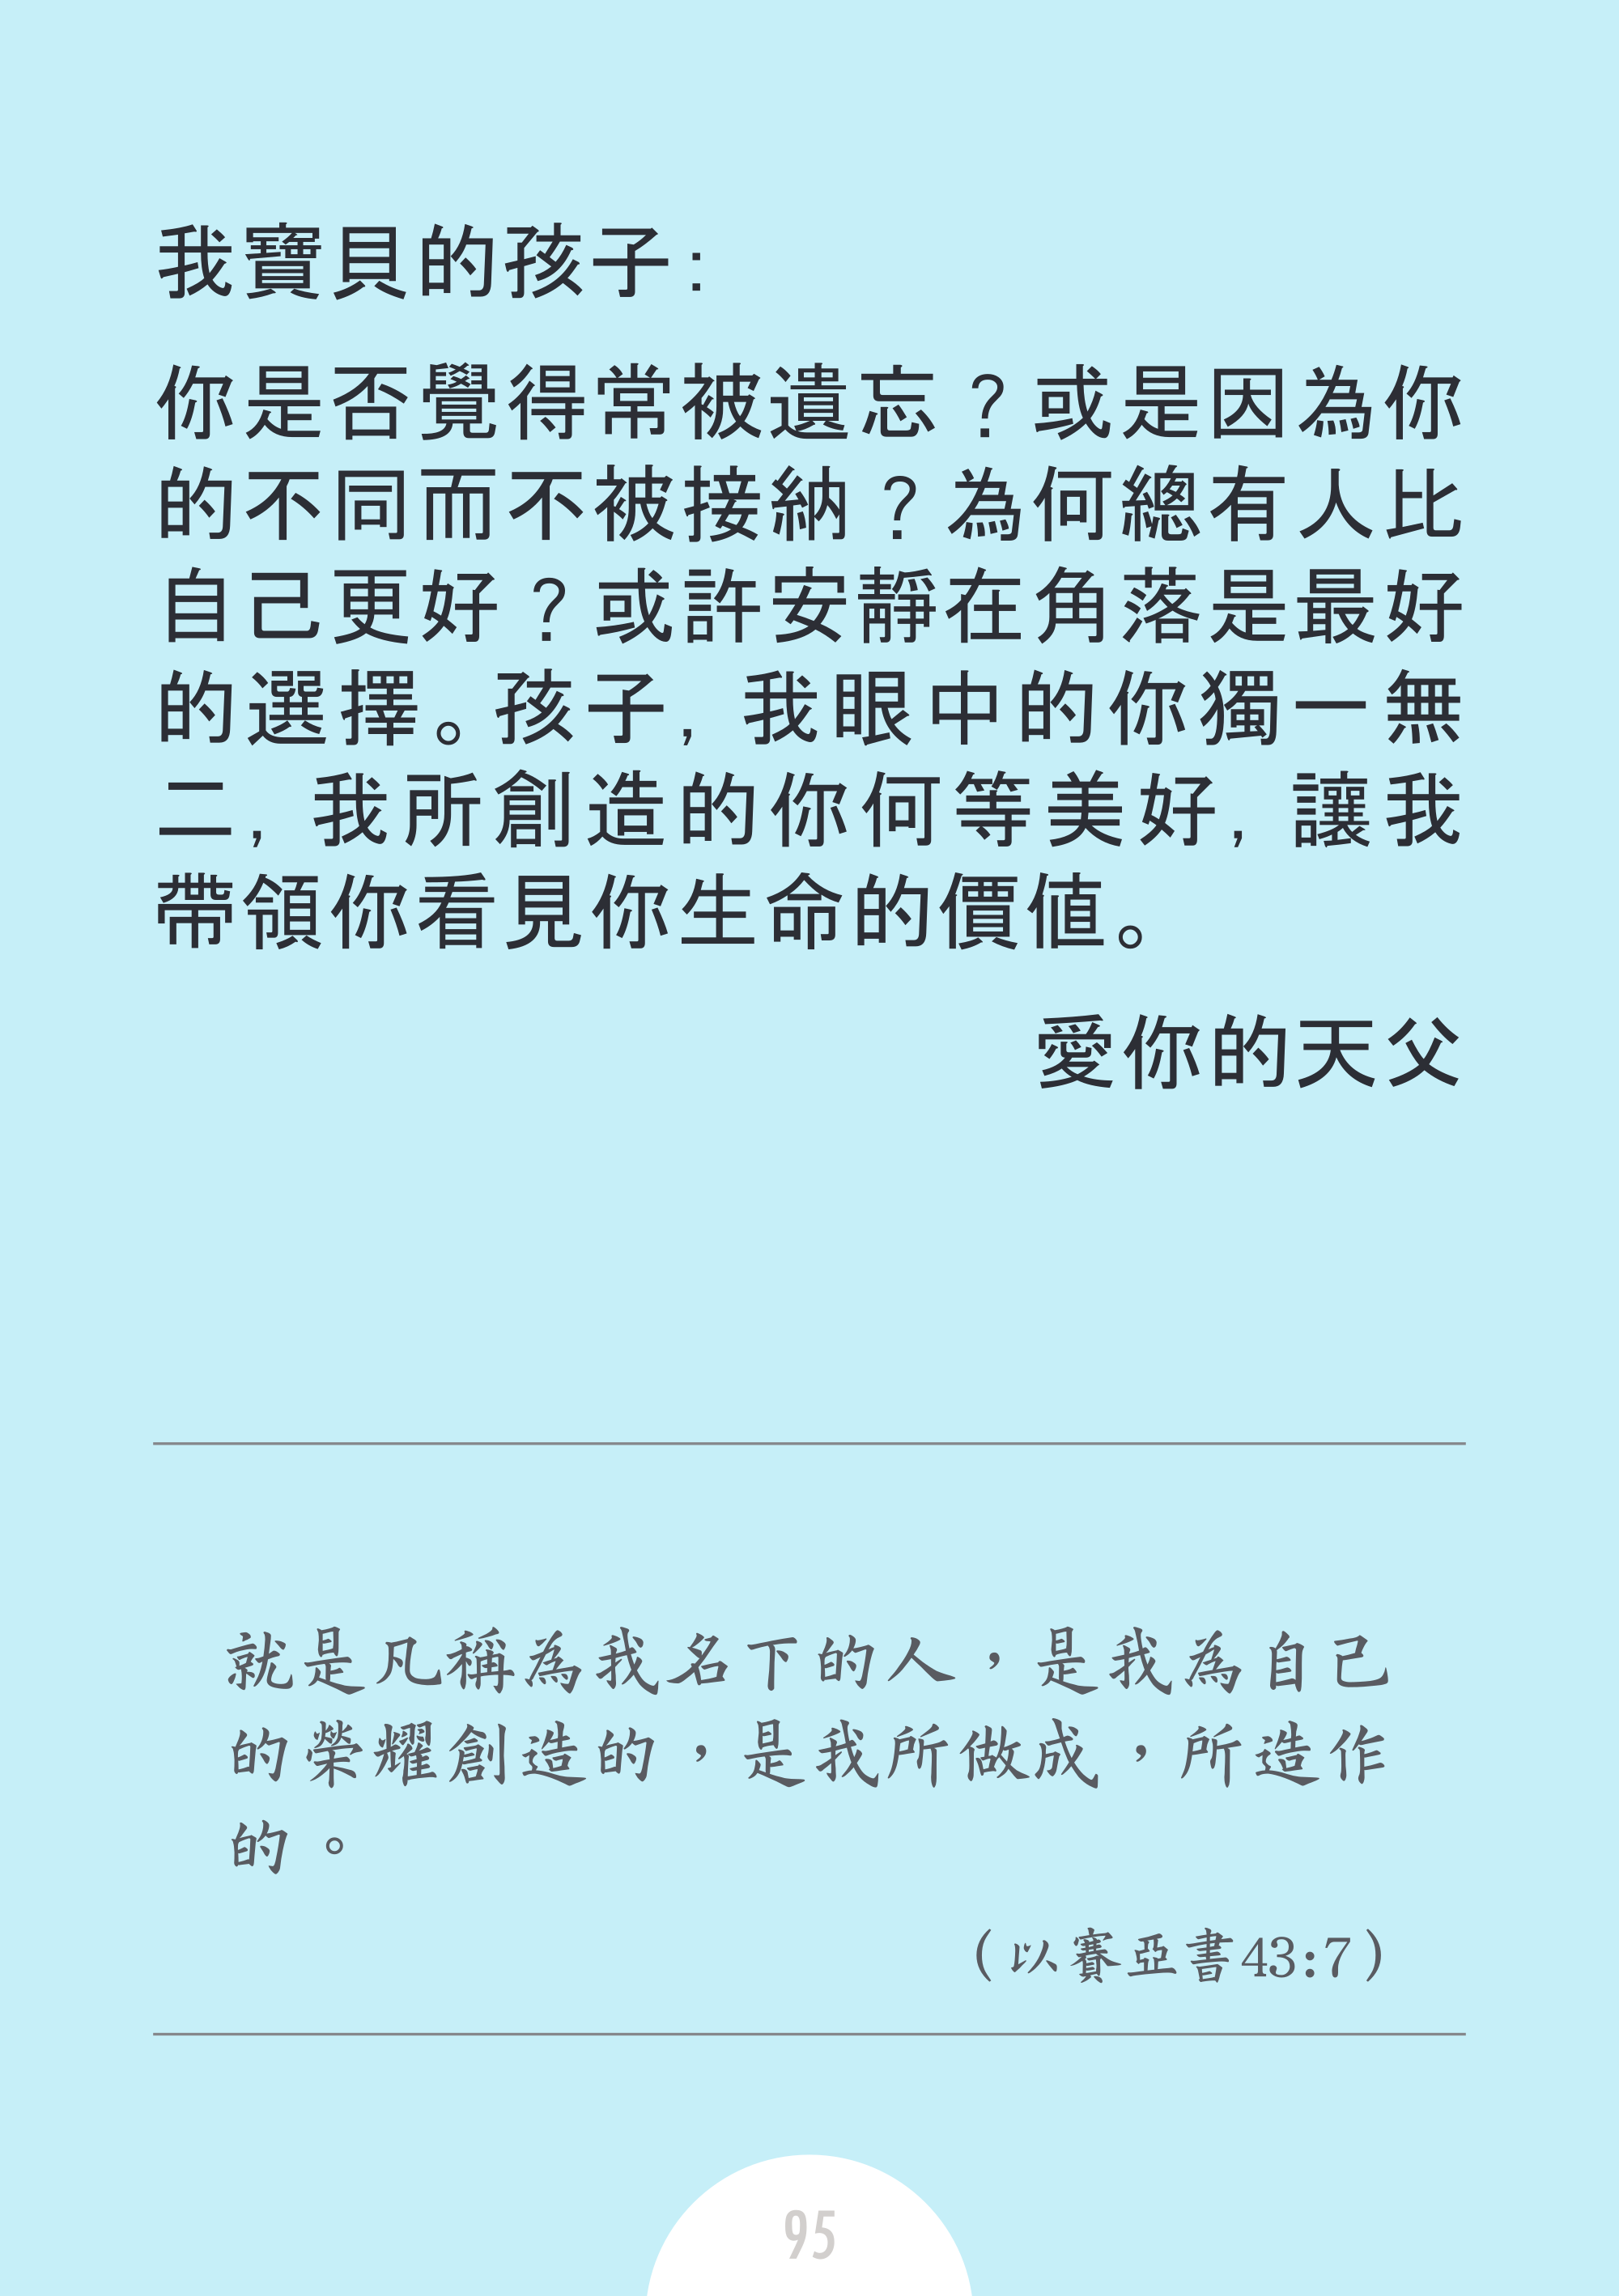 我寶貝的孩子：
你是否覺得常被遺忘？或是因為你
的不同而不被接納？為何總有人比
自己更好？或許安靜在角落是最好
的選擇。孩子，我眼中的你獨一無
二，我所創造的你何等美好，讓我
帶領你看見你生命的價值。
愛你的天父
就是凡稱為我名下的人，是我為自己
的榮耀創造的，是我所做成，所造作
的。
（以賽亞書43:7）
95